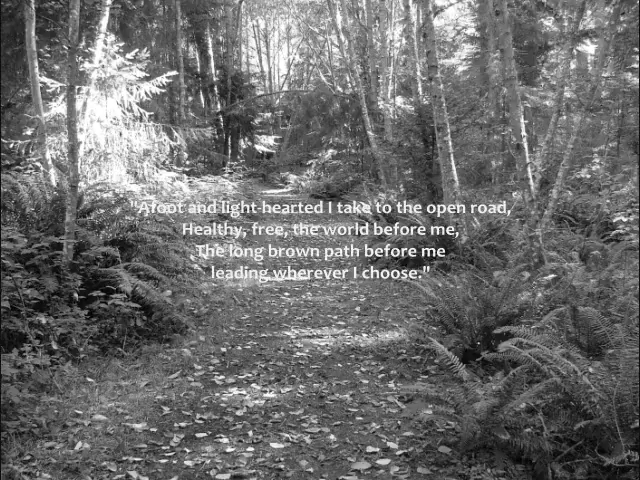 "Afoot and light-hearted I take to the open road,
Healthy, free, the world before me,
The long brown path before me
leading wherever I choose."